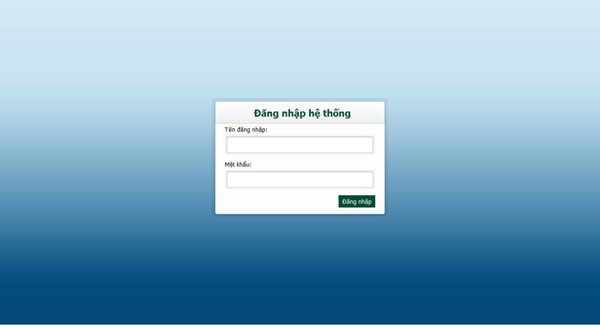 Đăng nhập hệ thống
Tên đăng nhập:
Mật khẩu:
Đăng nhập